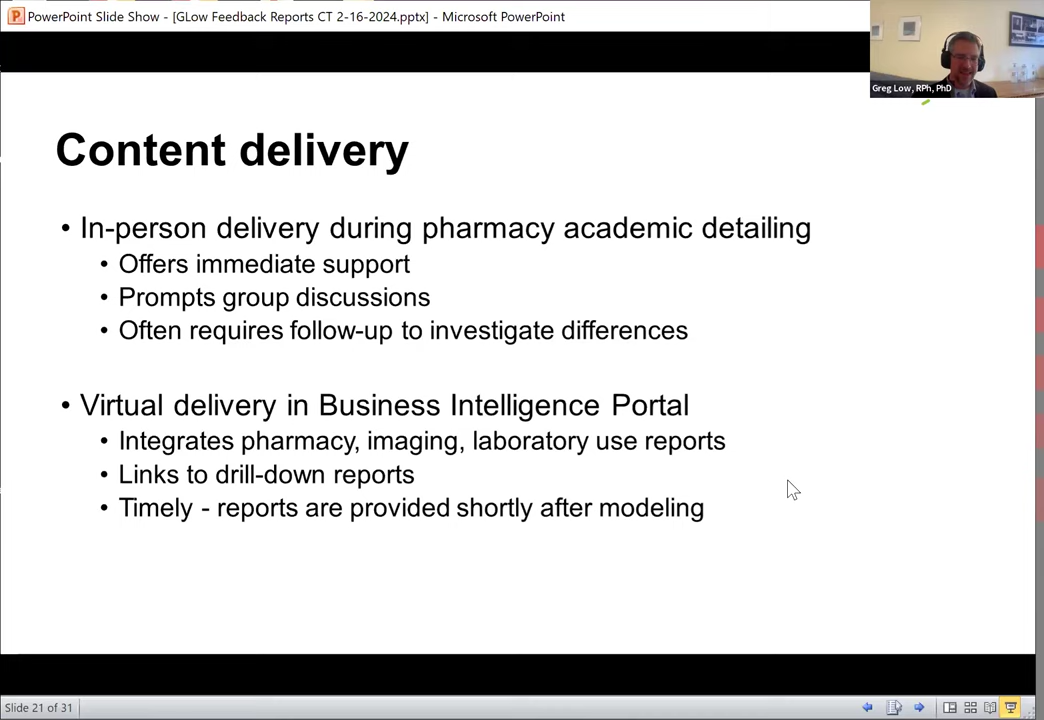 PowerPoint Slide Show - [GLow Feedback Reports CT 2-16-2024.pptx] - Microsoft PowerPoint
Greg Low, RPh, PhD
Content delivery
• In-person delivery during pharmacy academic detailing
• Offers immediate support
• Prompts group discussions
• Often requires follow-up to investigate differences
• Virtual delivery in Business Intelligence Portal
• Integrates pharmacy, imaging, laboratory use reports
• Links to drill-down reports
• Timely - reports are provided shortly after modeling
Slide 21 of 31